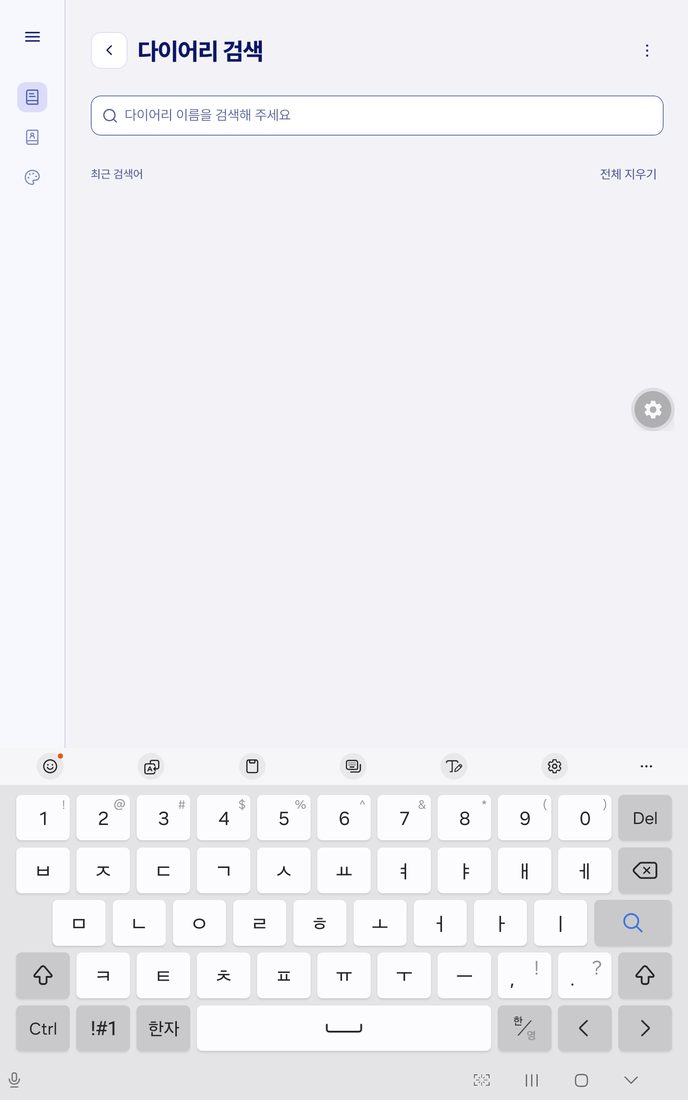 다이어리 검색
다이어리 이름을 검색해 주세요
최근 검색어 전체 지우기
1 ! 2 @ 3 # 4 $ 5 % 6 ^ 7 & 8 * 9 ( 0 ) Del
ㅂ ㅈ ㄷ ㄱ ㅅ ㅛ ㅕ ㅑ ㅐ ㅔ
ㅁ ㄴ ㅇ ㄹ ㅎ ㅗ ㅓ ㅏ ㅣ
ㅋ ㅌ ㅊ ㅍ ㅠ ㅜ ㅡ , ! . ?
Ctrl !#1 한자 한/영